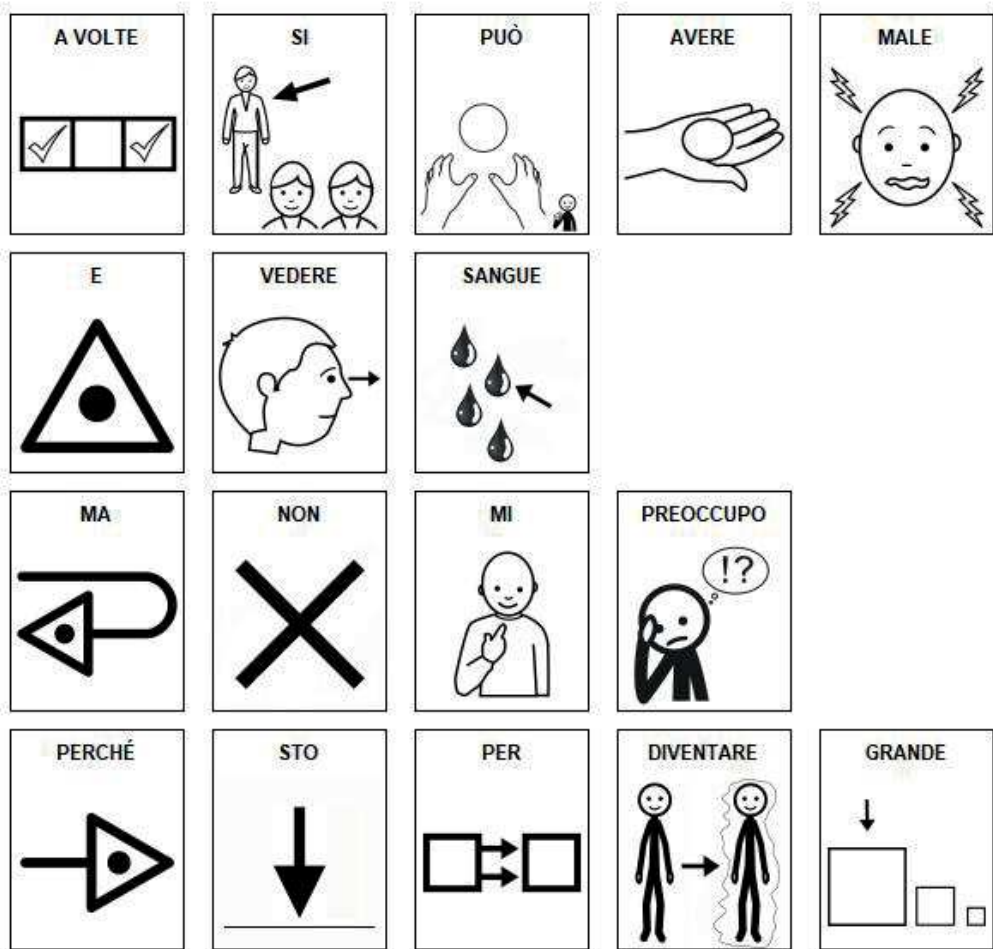 A VOLTE SI PUÒ AVERE MALE
E VEDERE SANGUE
MA NON MI PREOCCUPO
!?
PERCHÉ STO PER DIVENTARE GRANDE